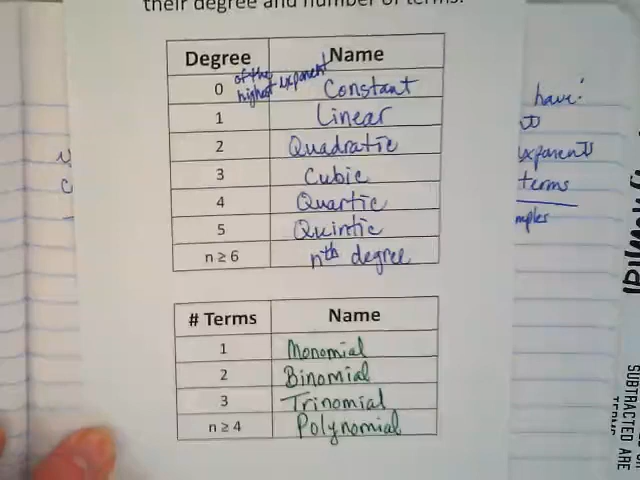 their degree and number of terms.
Degree Name
of the
highest exponent
0 Constant
1 Linear
2 Quadratic
3 Cubic
4 Quartic
5 Quintic
n ≥ 6 nth degree
# Terms Name
1 Monomial
2 Binomial
3 Trinomial
n ≥ 4 Polynomial
have:
exponents
terms
mples
SUBTRACTED ARE